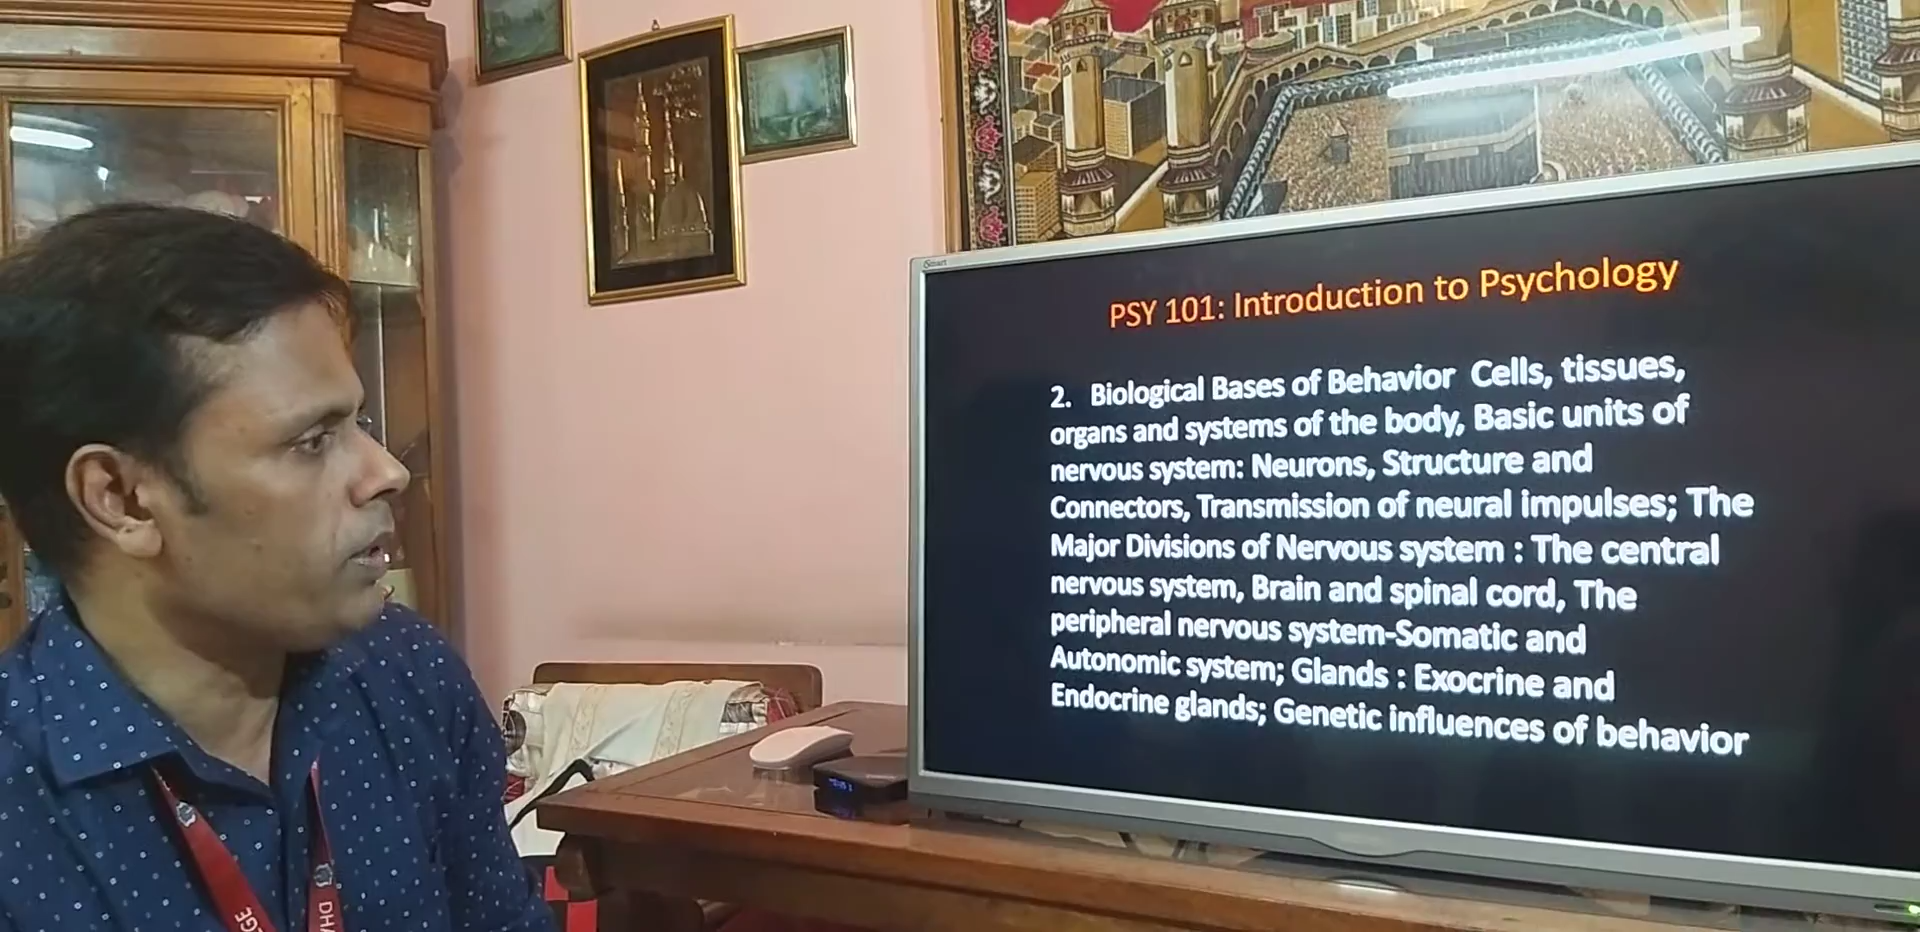 iSmart
PSY 101: Introduction to Psychology
2. Biological Bases of Behavior Cells, tissues,
organs and systems of the body, Basic units of
nervous system: Neurons, Structure and
Connectors, Transmission of neural impulses; The
Major Divisions of Nervous system : The central
nervous system, Brain and spinal cord, The
peripheral nervous system-Somatic and
Autonomic system; Glands : Exocrine and
Endocrine glands; Genetic influences of behavior